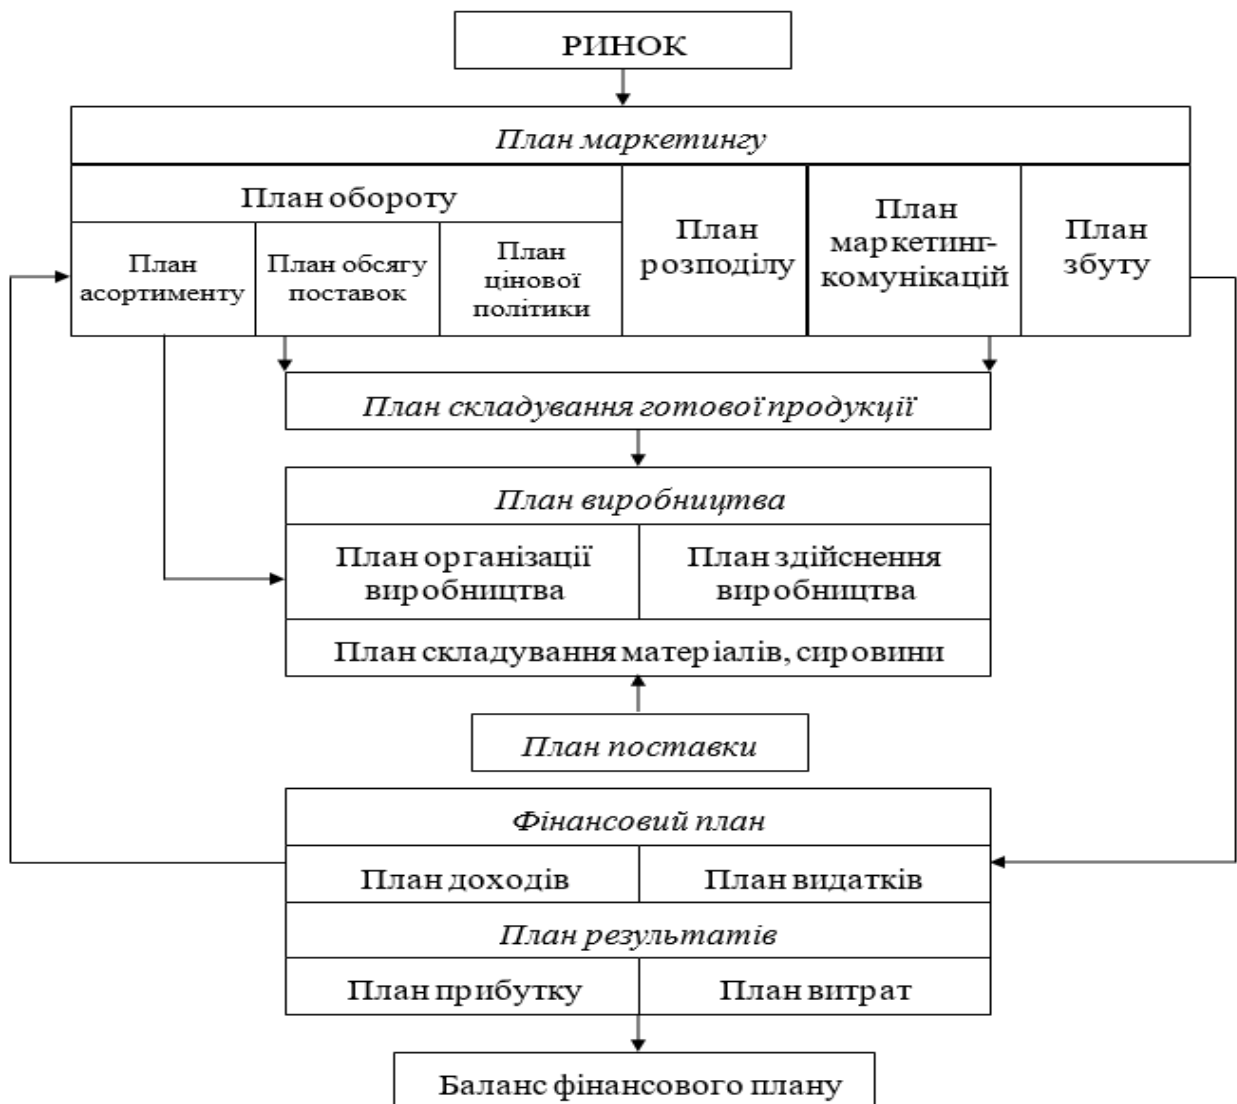 РИНОК
План маркетингу
План обороту
План
асортименту
План обсягу
поставок
План
цінової
політики
План
розподілу
План
маркетинг-
комунікацій
План
збуту
План складування готової продукції
План виробництва
План організації
виробництва
План здійснення
виробництва
План складування матеріалів, сировини
План поставки
Фінансовий план
План доходів
План видатків
План результатів
План прибутку
План витрат
Баланс фінансового плану